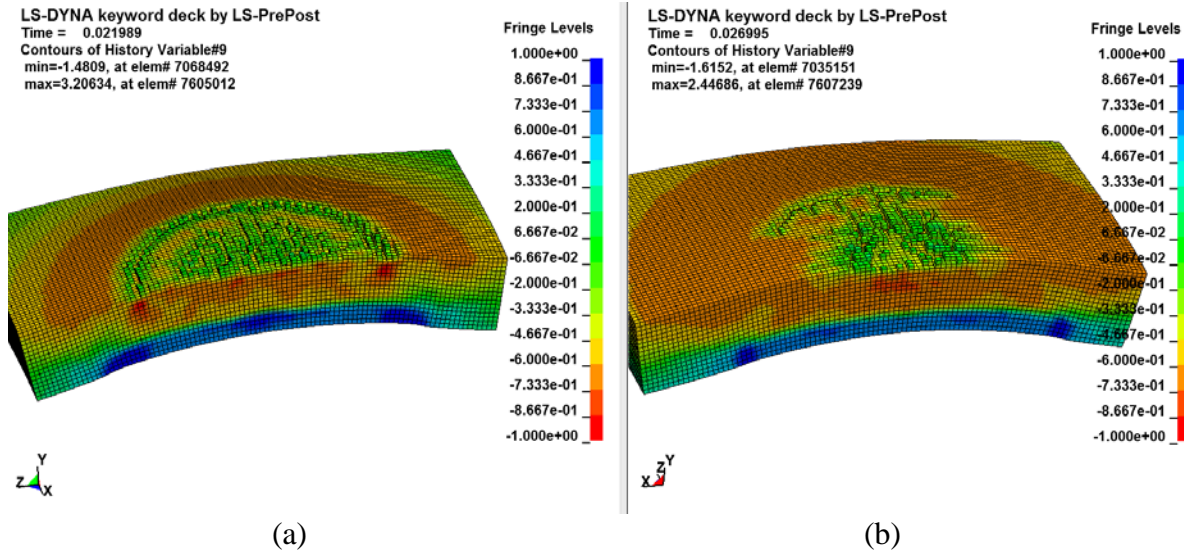 LS-DYNA keyword deck by LS-PrePost
Time = 0.021989
Contours of History Variable#9
min=-1.4809, at elem# 7068492
max=3.20634, at elem# 7605012
Fringe Levels
1.000e+00
8.667e-01
7.333e-01
6.000e-01
4.667e-01
3.333e-01
2.000e-01
6.667e-02
-6.667e-02
-2.000e-01
-3.333e-01
-4.667e-01
-6.000e-01
-7.333e-01
-8.667e-01
-1.000e+00
Y
Z
X
(a)
LS-DYNA keyword deck by LS-PrePost
Time = 0.026995
Contours of History Variable#9
min=-1.6152, at elem# 7035151
max=2.44686, at elem# 7607239
Fringe Levels
1.000e+00
8.667e-01
7.333e-01
6.000e-01
4.667e-01
3.333e-01
2.000e-01
6.667e-02
-6.667e-02
-2.000e-01
-3.333e-01
-4.667e-01
-6.000e-01
-7.333e-01
-8.667e-01
-1.000e+00
Z Y
X
(b)